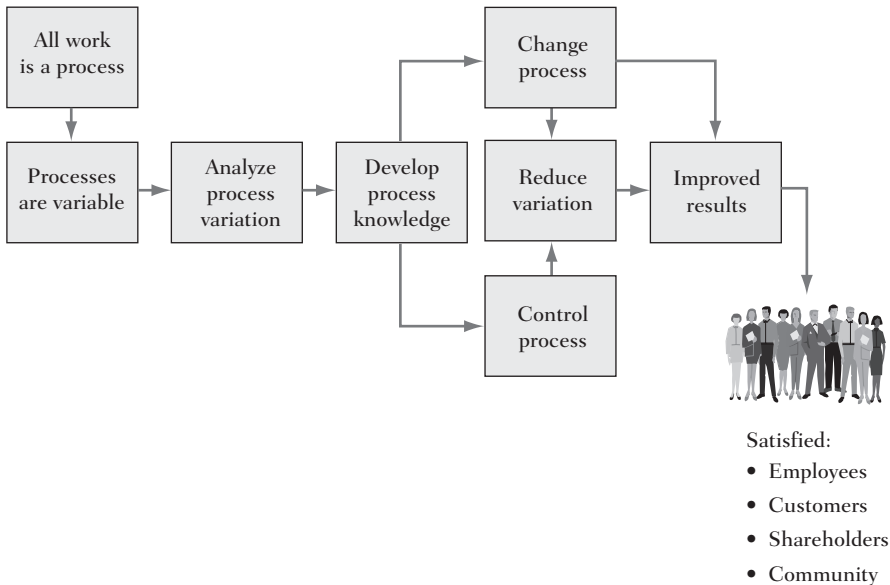 All work
is a process
Change
process
Processes
are variable
Analyze
process
variation
Develop
process
knowledge
Reduce
variation
Improved
results
Control
process
Satisfied:
• Employees
• Customers
• Shareholders
• Community